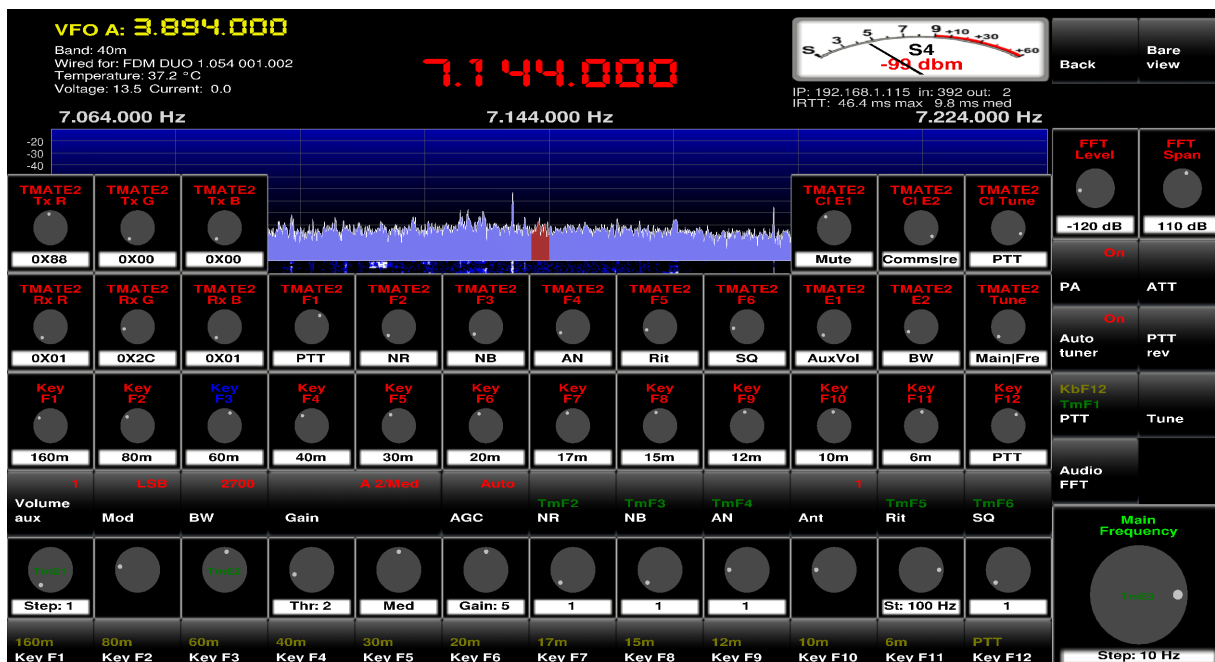 VFO A: 3.894.000
Band: 40m
Wired for: FDM DUO 1.054 001.002
Temperature: 37.2 °C
Voltage: 13.5 Current: 0.0
7.144.000
S 3 5 7 9 +10 +30 +60
S4
-99 dbm
IP: 192.168.1.115 in: 392 out: 2
IRTT: 46.4 ms max 9.8 ms med
Back
Bare
view
7.064.000 Hz 7.144.000 Hz 7.224.000 Hz
-20
-30
-40
FFT
Level
-120 dB
FFT
Span
110 dB
TMATE2
Tx R
0X88
TMATE2
Tx G
0X00
TMATE2
Tx B
0X00
TMATE2
Cl E1
Mute
TMATE2
Cl E2
Comms|re
TMATE2
Cl Tune
PTT
On
PA
ATT
TMATE2
Rx R
0X01
TMATE2
Rx G
0X2C
TMATE2
Rx B
0X01
TMATE2
F1
PTT
TMATE2
F2
NR
TMATE2
F3
NB
TMATE2
F4
AN
TMATE2
F5
Rit
TMATE2
F6
SQ
TMATE2
E1
AuxVol
TMATE2
E2
BW
TMATE2
Tune
Main|Fre
On
Auto
tuner
PTT
rev
Key
F1
160m
Key
F2
80m
Key
F3
60m
Key
F4
40m
Key
F5
30m
Key
F6
20m
Key
F7
17m
Key
F8
15m
Key
F9
12m
Key
F10
10m
Key
F11
6m
Key
F12
PTT
KbF12
TmF1
PTT
Tune
Audio
FFT
1
Volume
aux
LSB
Mod
2700
BW
A 2/Med
Gain
Auto
AGC
TmF2
NR
TmF3
NB
TmF4
AN
1
Ant
TmF5
Rit
TmF6
SQ
Step: 1
Thr: 2
Med
Gain: 5
1
1
1
St: 100 Hz
1
Main
Frequency
Step: 10 Hz
160m
Key F1
80m
Key F2
60m
Key F3
40m
Key F4
30m
Key F5
20m
Key F6
17m
Key F7
15m
Key F8
12m
Key F9
10m
Key F10
6m
Key F11
PTT
Key F12